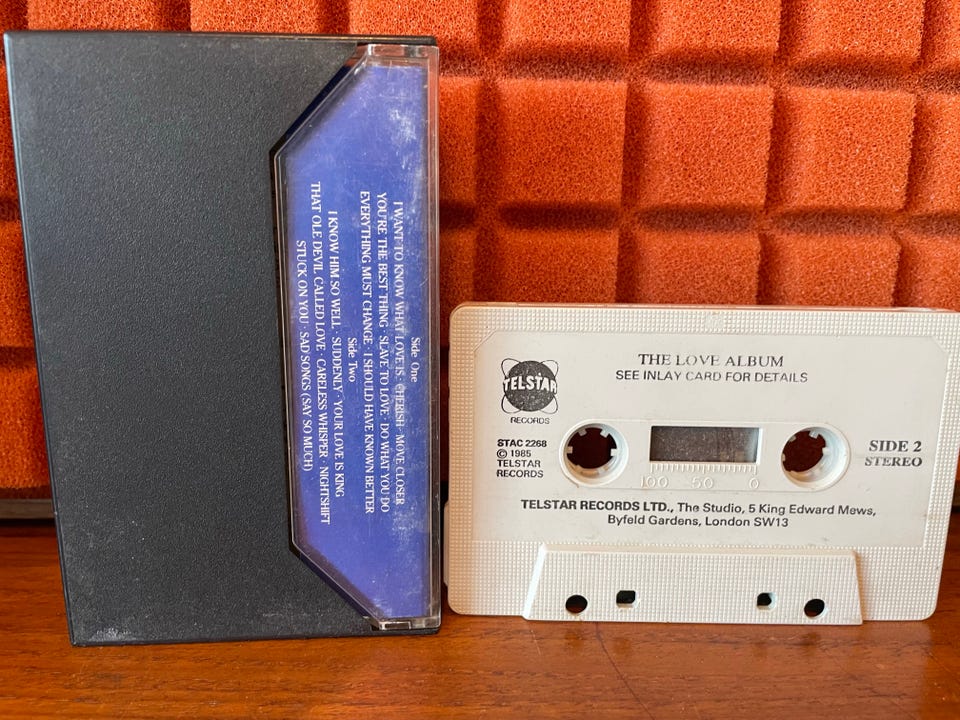 Side One
I WANT TO KNOW WHAT LOVE IS · CHERISH · MOVE CLOSER
YOU'RE THE BEST THING · SLAVE TO LOVE · DO WHAT YOU DO
EVERYTHING MUST CHANGE · I SHOULD HAVE KNOWN BETTER
Side Two
I KNOW HIM SO WELL · SUDDENLY · YOUR LOVE IS KING
THAT OLE DEVIL CALLED LOVE · CARELESS WHISPER · NIGHTSHIFT
STUCK ON YOU · SAD SONGS (SAY SO MUCH)
THE LOVE ALBUM
SEE INLAY CARD FOR DETAILS
TELSTAR
RECORDS
STAC 2268
© 1985
TELSTAR
RECORDS
SIDE 2
STEREO
100 50 0
TELSTAR RECORDS LTD., The Studio, 5 King Edward Mews,
Byfeld Gardens, London SW13